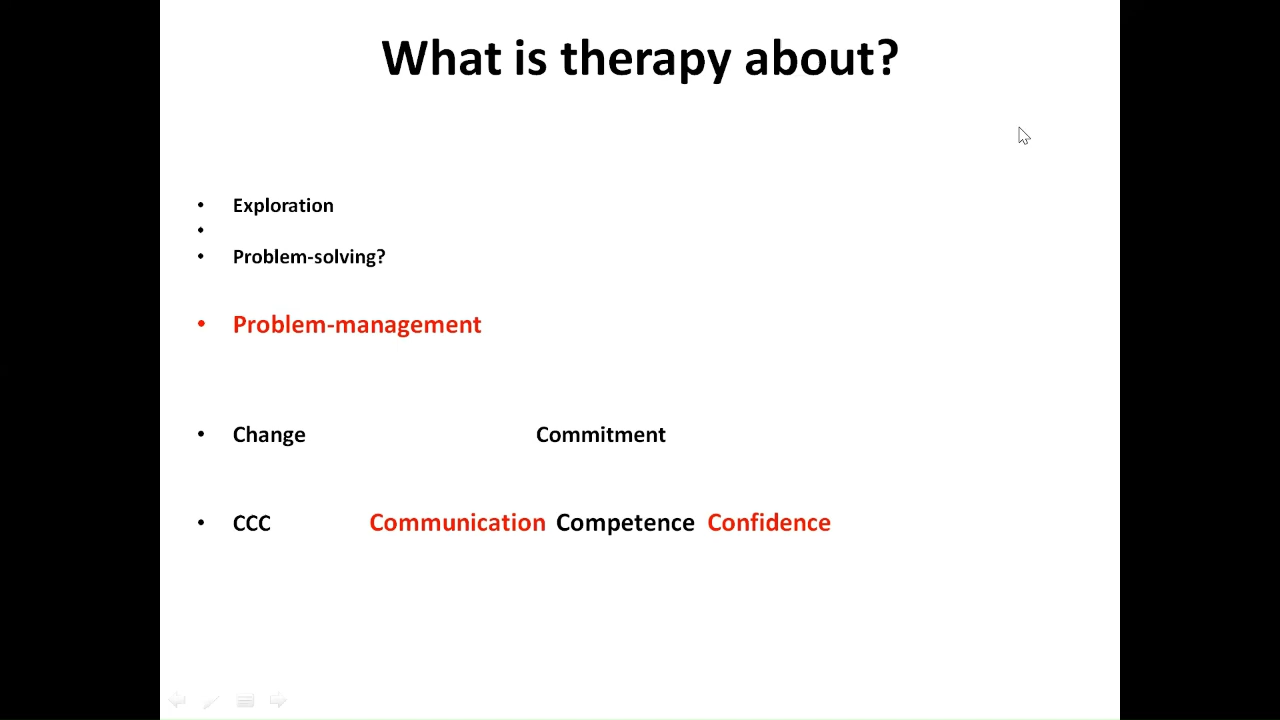 What is therapy about?
• Exploration
•
• Problem-solving?
• Problem-management
• Change Commitment
• CCC Communication Competence Confidence